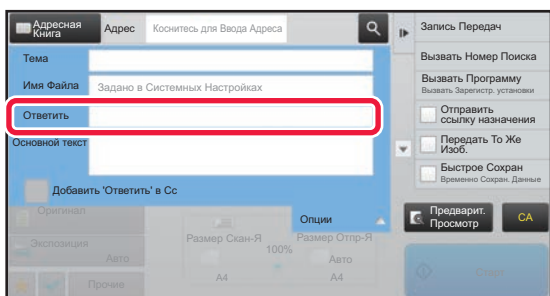 Адресная
Книга
Адрес
Коснитесь для Ввода Адреса
Тема
Имя Файла
Задано в Системных Настройках
Ответить
Основной текст
Добавить 'Ответить' в Cc
Опции
Оригинал
Экспозиция
Авто
Прочие
Размер Скан-Я
100%
Размер Отпр-Я
Авто
A4
A4
Запись Передач
Вызвать Номер Поиска
Вызвать Программу
Вызвать Зарегистр. установки
Отправить
ссылку назначения
Передать То Же
Изоб.
Быстрое Сохран
Временно Сохран. Данные
Предварит.
Просмотр
CA
Старт